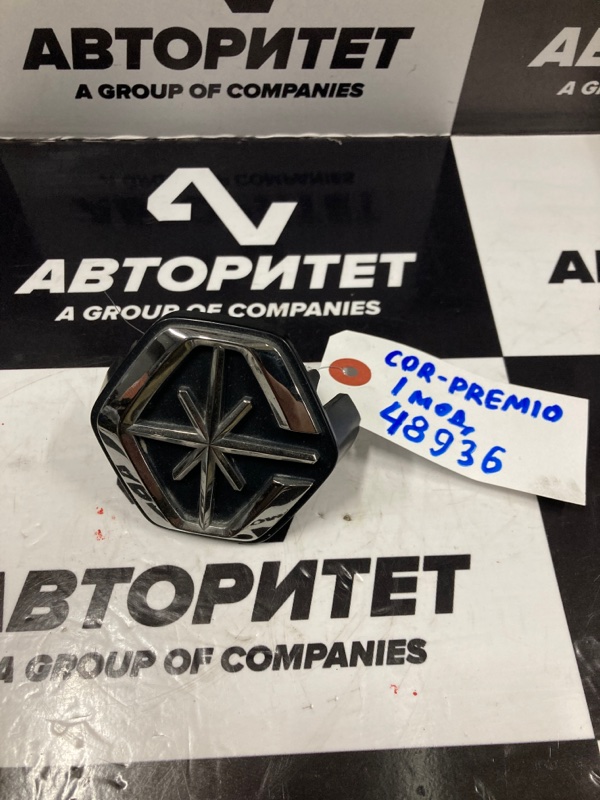 АВТОРИТЕТ
A GROUP OF COMPANIES
A G
АВТОРИТЕТ
A GROUP OF COMPANIES
COR-PREMIO
1 мод,
48936
АВТОРИТЕТ
A GROUP OF COMPANIES